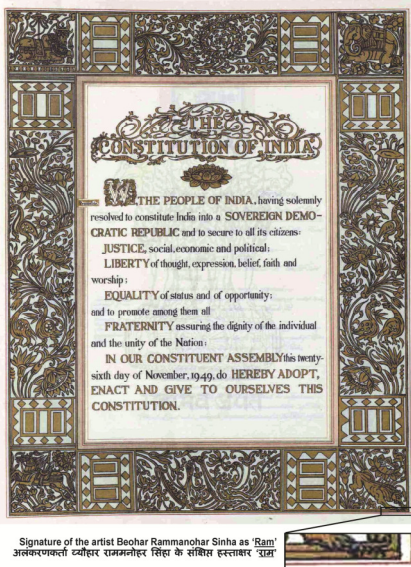 THE
CONSTITUTION OF INDIA
WE, THE PEOPLE OF INDIA, having solemnly
resolved to constitute India into a SOVEREIGN DEMO-
CRATIC REPUBLIC and to secure to all its citizens:
JUSTICE, social, economic and political;
LIBERTY of thought, expression, belief, faith and
worship;
EQUALITY of status and of opportunity;
and to promote among them all
FRATERNITY assuring the dignity of the individual
and the unity of the Nation;
IN OUR CONSTITUENT ASSEMBLY this twenty-
sixth day of November, 1949, do HEREBY ADOPT,
ENACT AND GIVE TO OURSELVES THIS
CONSTITUTION.
Signature of the artist Beohar Rammanohar Sinha as 'Ram'
अलंकरणकर्ता ब्यौहार राममनोहर सिंहा के संक्षिप्त हस्ताक्षर 'राम'